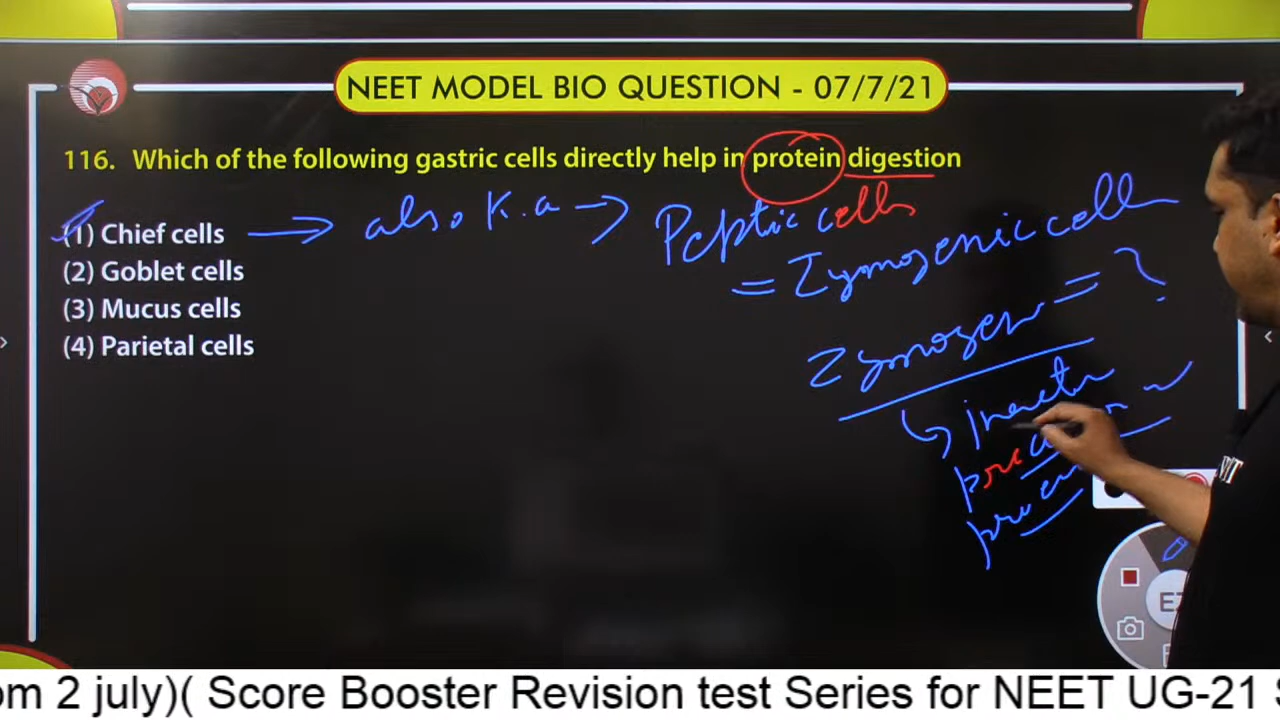 NEET MODEL BIO QUESTION - 07/7/21
116. Which of the following gastric cells directly help in protein digestion
(1) Chief cells → also K.a → Peptic cells
= Zymogenic cell
(2) Goblet cells
(3) Mucus cells
(4) Parietal cells
Zymogen = ?
om 2 july)( Score Booster Revision test Series for NEET UG-21 S